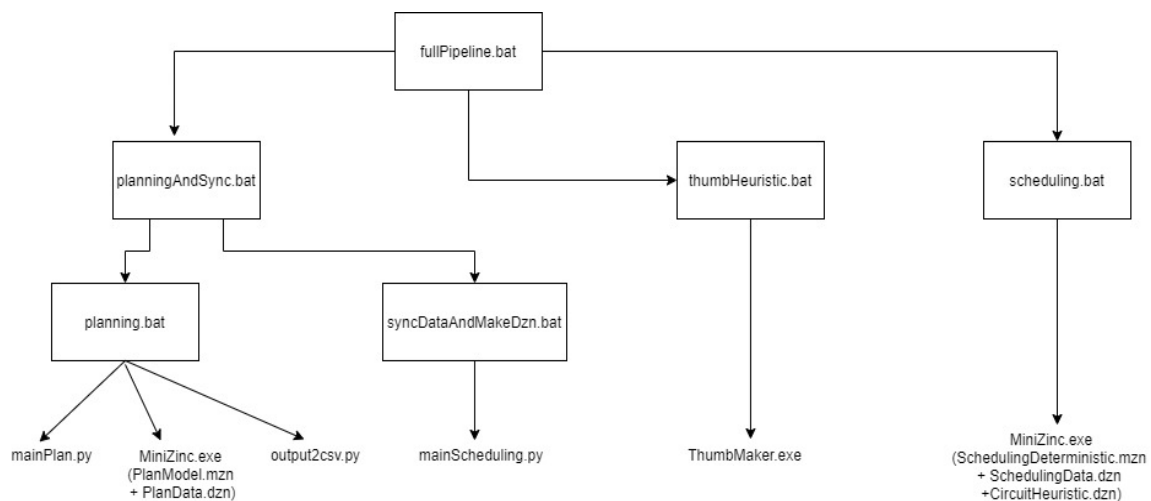 fullPipeline.bat
planningAndSync.bat
thumbHeuristic.bat
scheduling.bat
planning.bat
syncDataAndMakeDzn.bat
mainPlan.py
MiniZinc.exe
(PlanModel.mzn
+ PlanData.dzn)
output2csv.py
mainScheduling.py
ThumbMaker.exe
MiniZinc.exe
(SchedulingDeterministic.mzn
+ SchedulingData.dzn
+CircuitHeuristic.dzn)